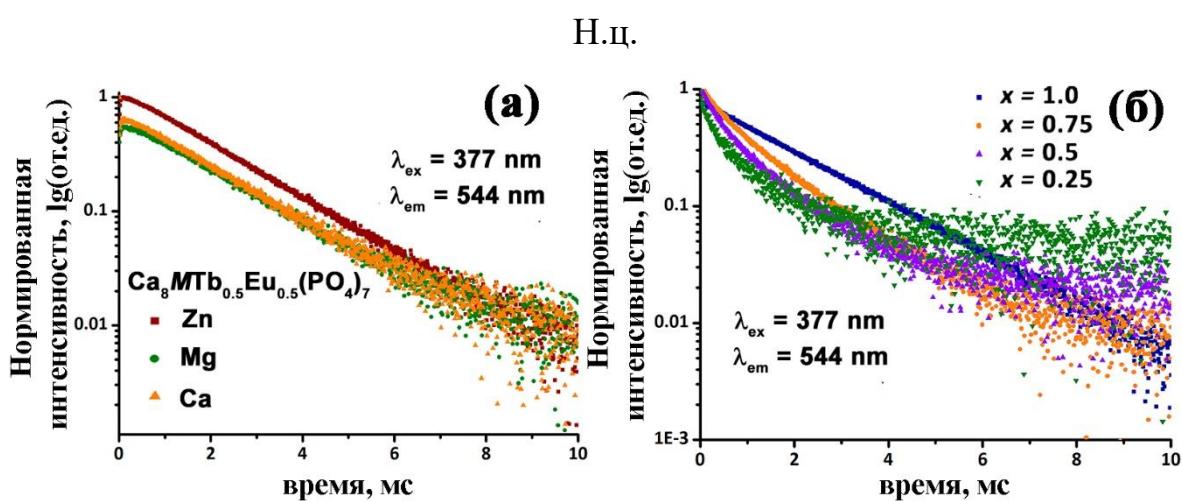 Н.ц.
(а)
λex = 377 nm
λem = 544 nm
Ca8MTb0.5Eu0.5(PO4)7
Zn
Mg
Ca
Нормированная
интенсивность, lg(от.ед.)
1
0.1
0.01
0 2 4 6 8 10
время, мс
(б)
x = 1.0
x = 0.75
x = 0.5
x = 0.25
λex = 377 nm
λem = 544 nm
Нормированная
интенсивность, lg(от.ед.)
1
0.1
0.01
1E-3
0 2 4 6 8 10
время, мс